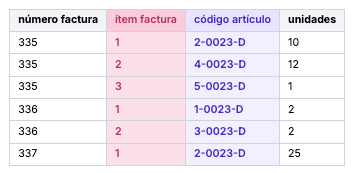 número factura ítem factura código artículo unidades
335 1 2-0023-D 10
335 2 4-0023-D 12
335 3 5-0023-D 1
336 1 1-0023-D 2
336 2 3-0023-D 2
337 1 2-0023-D 25